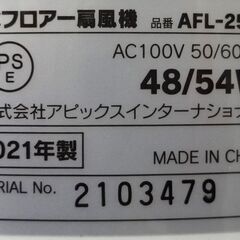 フロアー扇風機 品番 AFL-25
PS
E
AC100V 50/60
48/54W
式会社アピックスインターナショ
021年製
MADE IN CH
RIAL No. 2103479